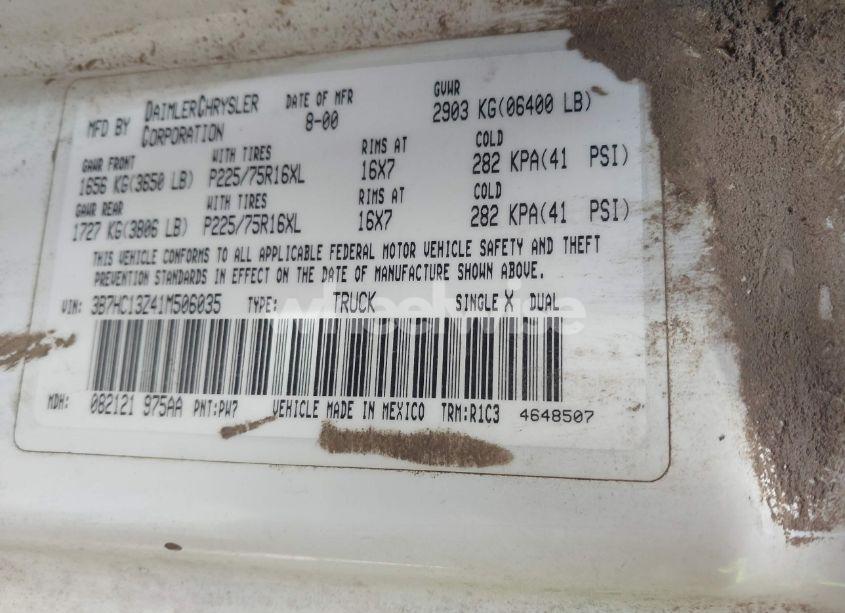 MFD BY DAIMLERCHRYSLER CORPORATION DATE OF MFR 8-00 GVWR 2903 KG(06400 LB)
GAWR FRONT WITH TIRES RIMS AT COLD
1656 KG(3650 LB) P225/75R16XL 16X7 282 KPA(41 PSI)
GAWR REAR WITH TIRES RIMS AT COLD
1727 KG(3806 LB) P225/75R16XL 16X7 282 KPA(41 PSI)
THIS VEHICLE CONFORMS TO ALL APPLICABLE FEDERAL MOTOR VEHICLE SAFETY AND THEFT
PREVENTION STANDARDS IN EFFECT ON THE DATE OF MANUFACTURE SHOWN ABOVE.
VIN: 3B7HC13Z41M506035 TYPE: TRUCK SINGLE X DUAL
wheelwise
MDH: 082121 975AA PNT:PW7 VEHICLE MADE IN MEXICO TRM:R1C3 4648507